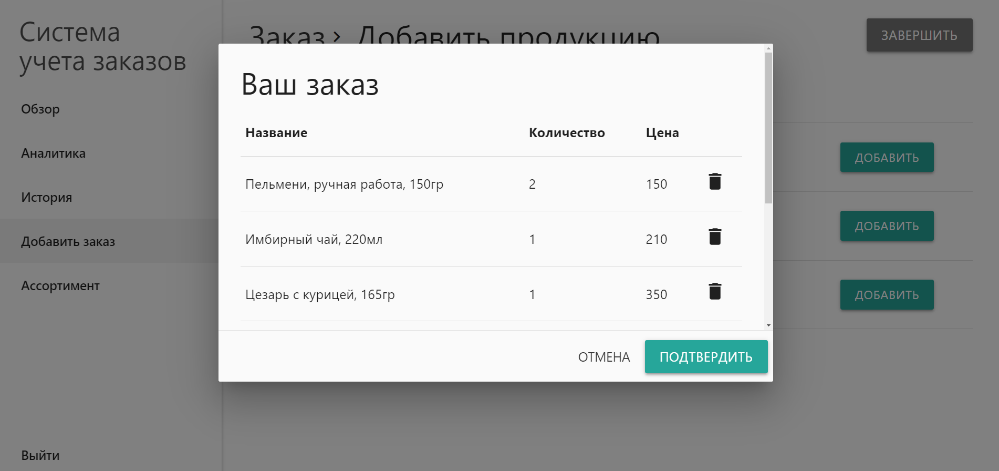 Система
учета заказов
Обзор
Аналитика
История
Добавить заказ
Ассортимент
Выйти
Заказ › Добавить продукцию
ЗАВЕРШИТЬ
Ваш заказ
Название Количество Цена
Пельмени, ручная работа, 150гр 2 150
Имбирный чай, 220мл 1 210
Цезарь с курицей, 165гр 1 350
ОТМЕНА ПОДТВЕРДИТЬ
ДОБАВИТЬ
ДОБАВИТЬ
ДОБАВИТЬ